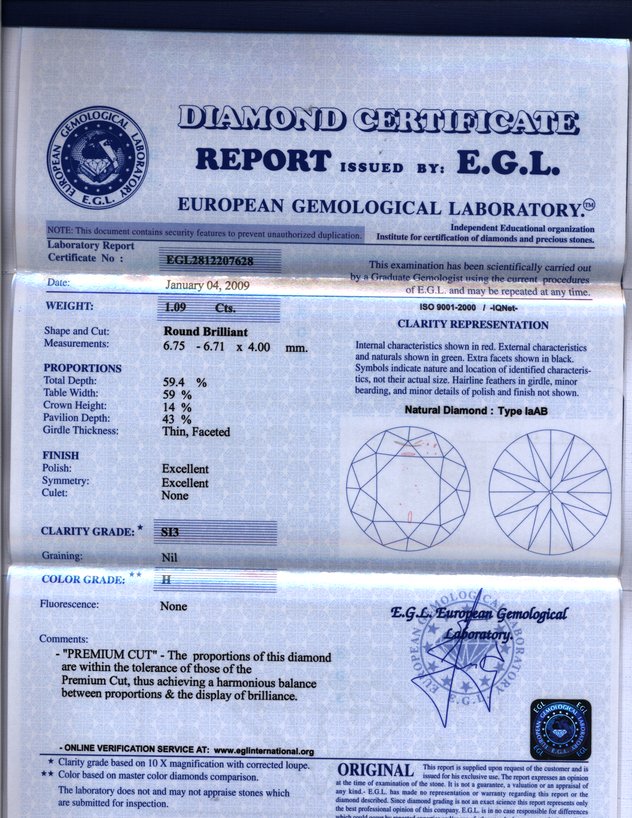 EUROPEAN GEMOLOGICAL LABORATORY
E.G.L.
DIAMOND CERTIFICATE
REPORT ISSUED BY: E.G.L.
EUROPEAN GEMOLOGICAL LABORATORY.™
NOTE: This document contains security features to prevent unauthorized duplication.
Independent Educational organization
Institute for certification of diamonds and precious stones.
Laboratory Report
Certificate No : EGL2812207628
Date: January 04, 2009
WEIGHT: 1.09 Cts.
Shape and Cut: Round Brilliant
Measurements: 6.75 - 6.71 x 4.00 mm.
PROPORTIONS
Total Depth: 59.4 %
Table Width: 59 %
Crown Height: 14 %
Pavilion Depth: 43 %
Girdle Thickness: Thin, Faceted
FINISH
Polish: Excellent
Symmetry: Excellent
Culet: None
CLARITY GRADE: * SI3
Graining: Nil
COLOR GRADE: ** H
Fluorescence: None
Comments:
- "PREMIUM CUT" - The proportions of this diamond
are within the tolerance of those of the
Premium Cut, thus achieving a harmonious balance
between proportions & the display of brilliance.
- ONLINE VERIFICATION SERVICE AT: www.eglinternational.org
* Clarity grade based on 10 X magnification with corrected loupe.
** Color based on master color diamonds comparison.
The laboratory does not and may not appraise stones which
are submitted for inspection.
This examination has been scientifically carried out
by a Graduate Gemologist using the current procedures
of E.G.L. and may be repeated at any time.
ISO 9001-2000 / -IQNet-
CLARITY REPRESENTATION
Internal characteristics shown in red. External characteristics
and naturals shown in green. Extra facets shown in black.
Symbols indicate nature and location of identified characteris-
tics, not their actual size. Hairline feathers in girdle, minor
bearding, and minor details of polish and finish not shown.
Natural Diamond : Type IaAB
E.G.L. European Gemological
Laboratory.
EUROPEAN GEMOLOGICAL LABORATORY
E.G.L.
EGL EGL
EGL EGL
ORIGINAL This report is supplied upon request of the customer and is
issued for his exclusive use. The report expresses an opinion
at the time of examination of the stone. It is not a guarantee, a valuation or an appraisal of
any kind.- E.G.L. has made no representation or warranty regarding this report or the
diamond described. Since diamond grading is not an exact science this report represents only
the best professional opinion of this company. E.G.L. is in no case responsible for differences